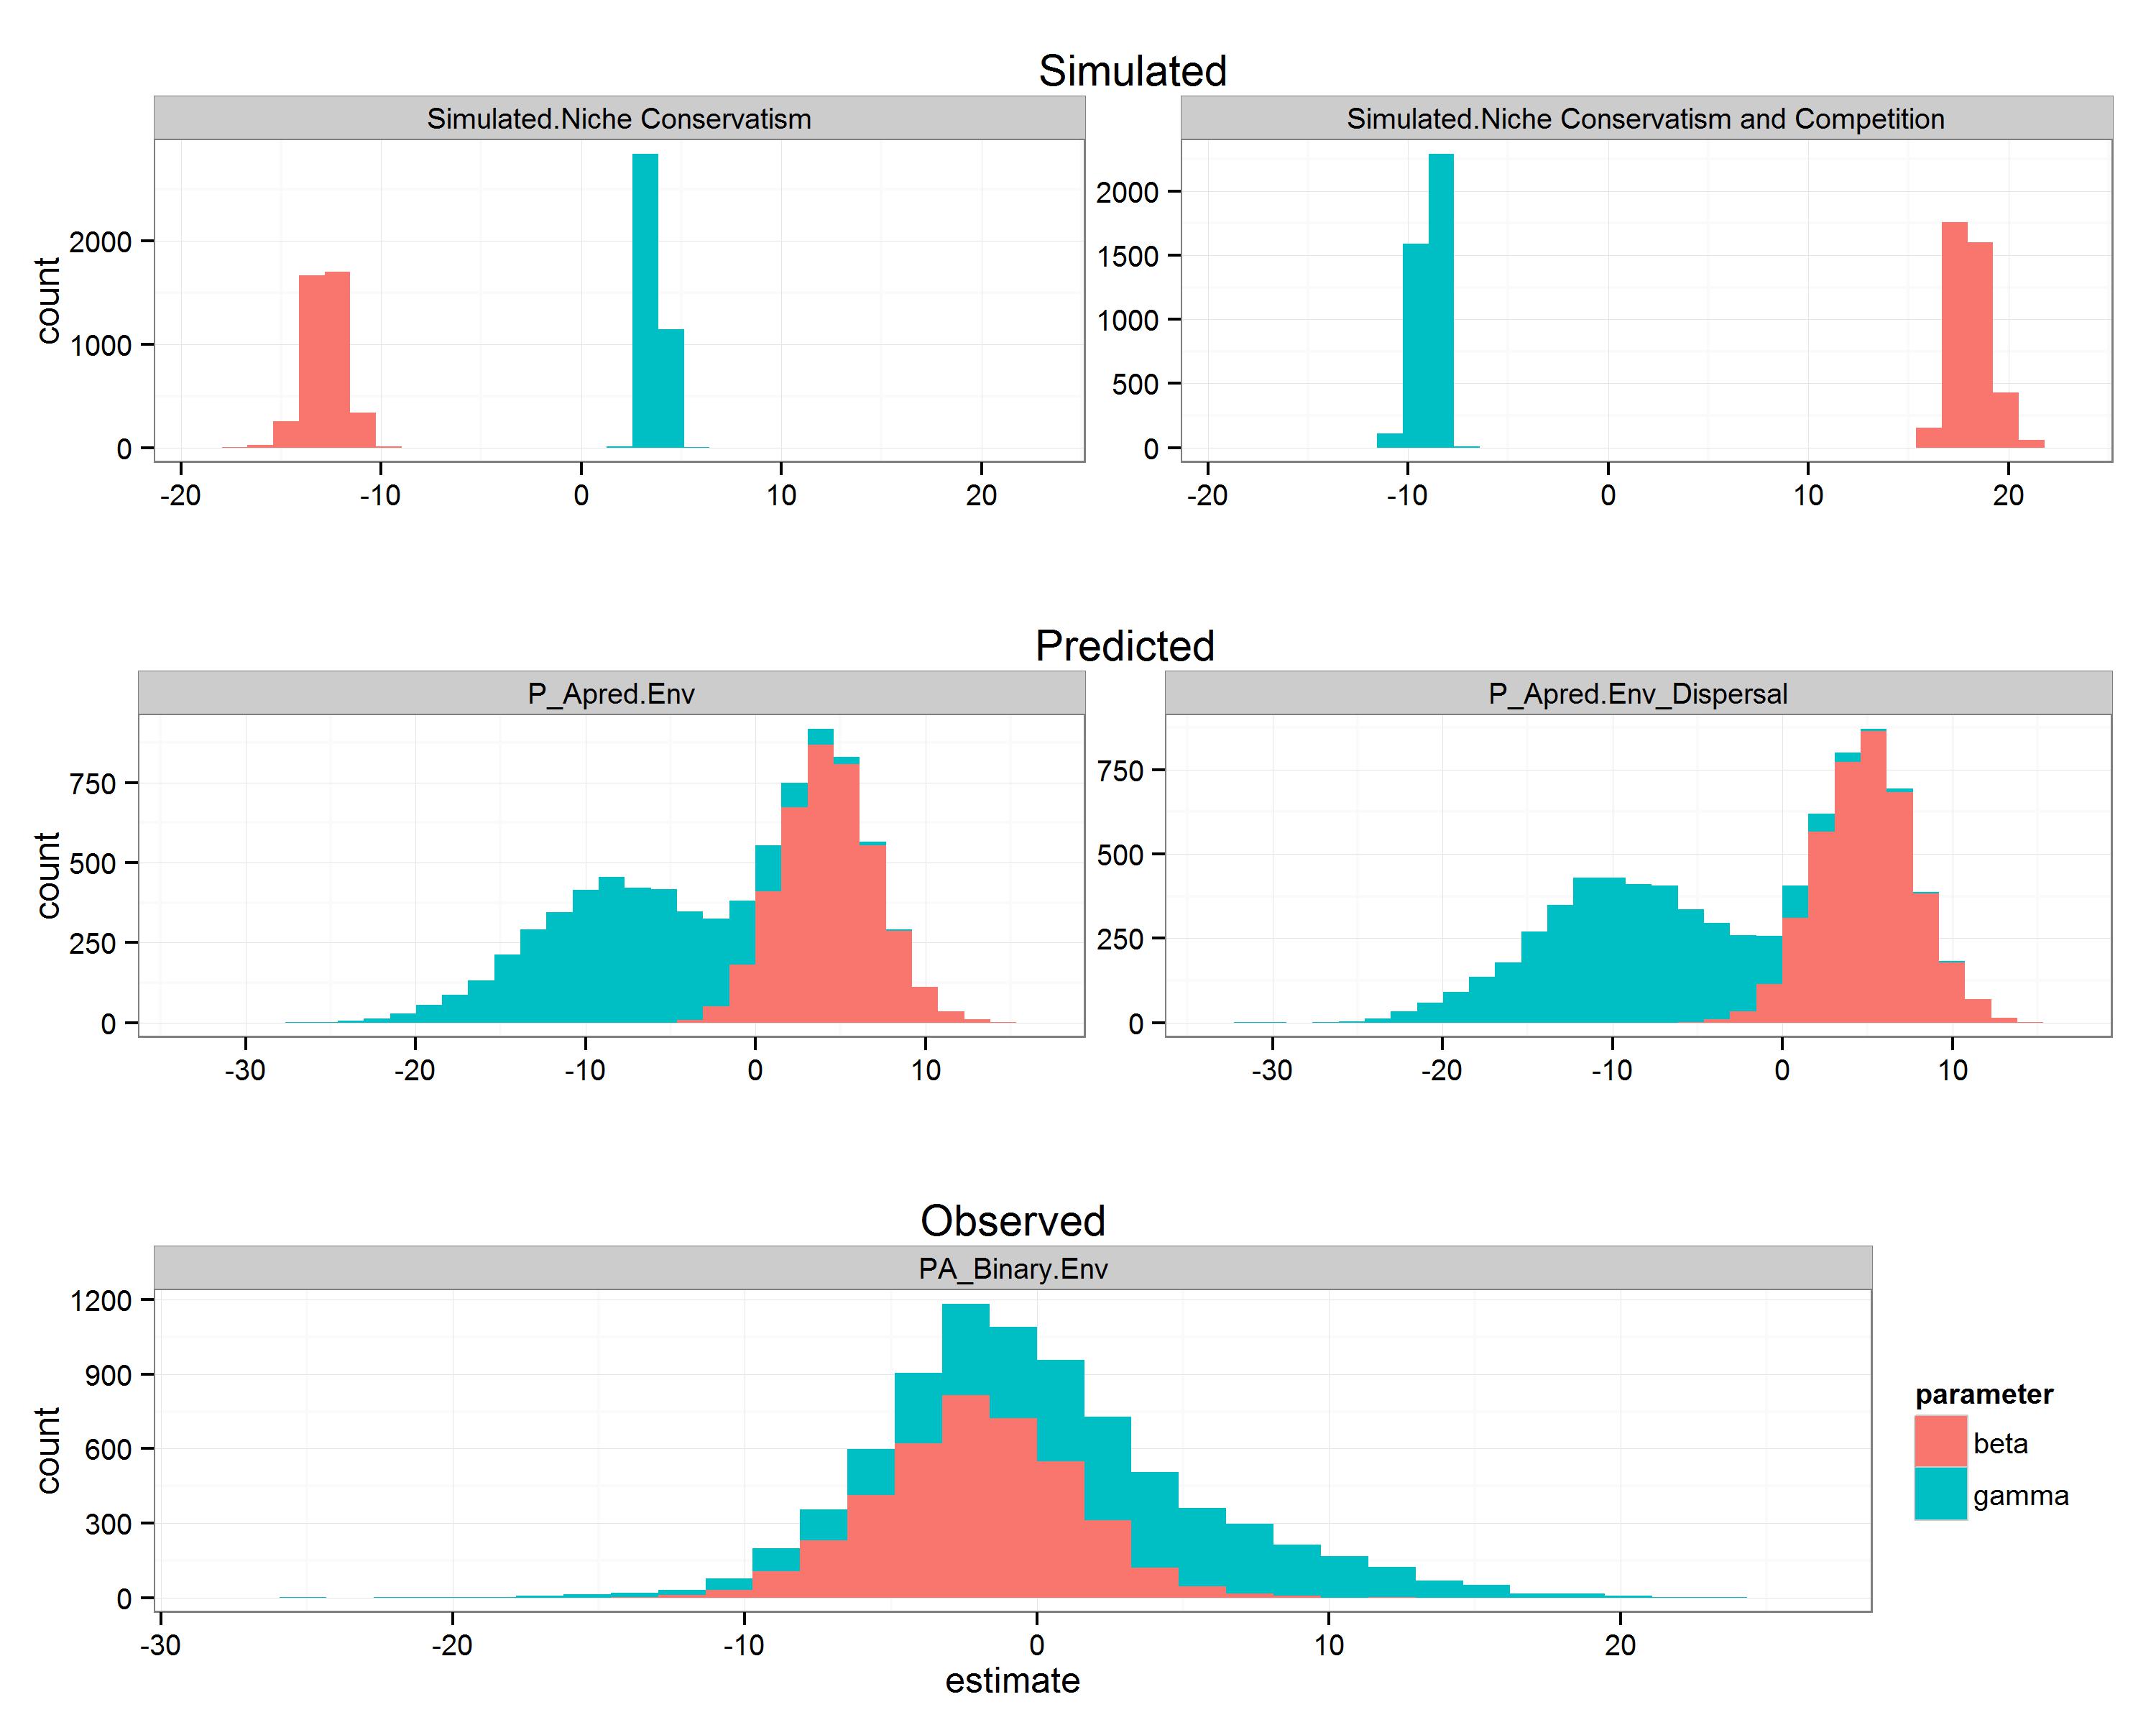 Simulated
Simulated.Niche Conservatism
Simulated.Niche Conservatism and Competition
count
2000
1000
0
-20 -10 0 10 20
2000
1500
1000
500
0
-20 -10 0 10 20
Predicted
P_Apred.Env
P_Apred.Env_Dispersal
count
750
500
250
0
-30 -20 -10 0 10
750
500
250
0
-30 -20 -10 0 10
Observed
PA_Binary.Env
count
1200
900
600
300
0
-30 -20 -10 0 10 20
estimate
parameter
beta
gamma